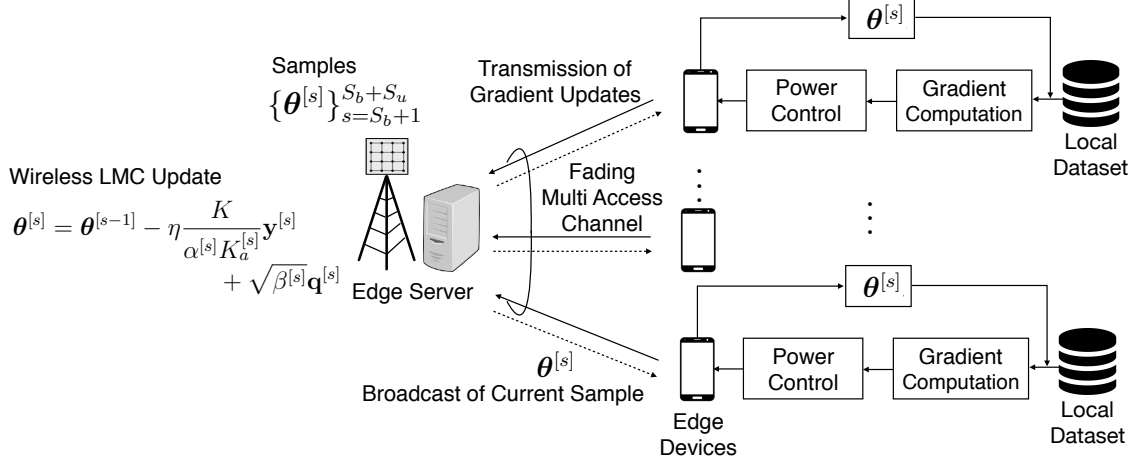 Samples
{θ^{[s]}}_{s=S_b+1}^{S_b+S_u}
Wireless LMC Update
θ^{[s]} = θ^{[s−1]} − η \frac{K}{α^{[s]} K_a^{[s]}} y^{[s]}
+ √β^{[s]} q^{[s]}
Edge Server
Transmission of
Gradient Updates
Fading
Multi Access
Channel
θ^{[s]}
Broadcast of Current Sample
θ^{[s]}
Power
Control
Gradient
Computation
Local
Dataset
θ^{[s]}
Power
Control
Gradient
Computation
Edge
Devices
Local
Dataset